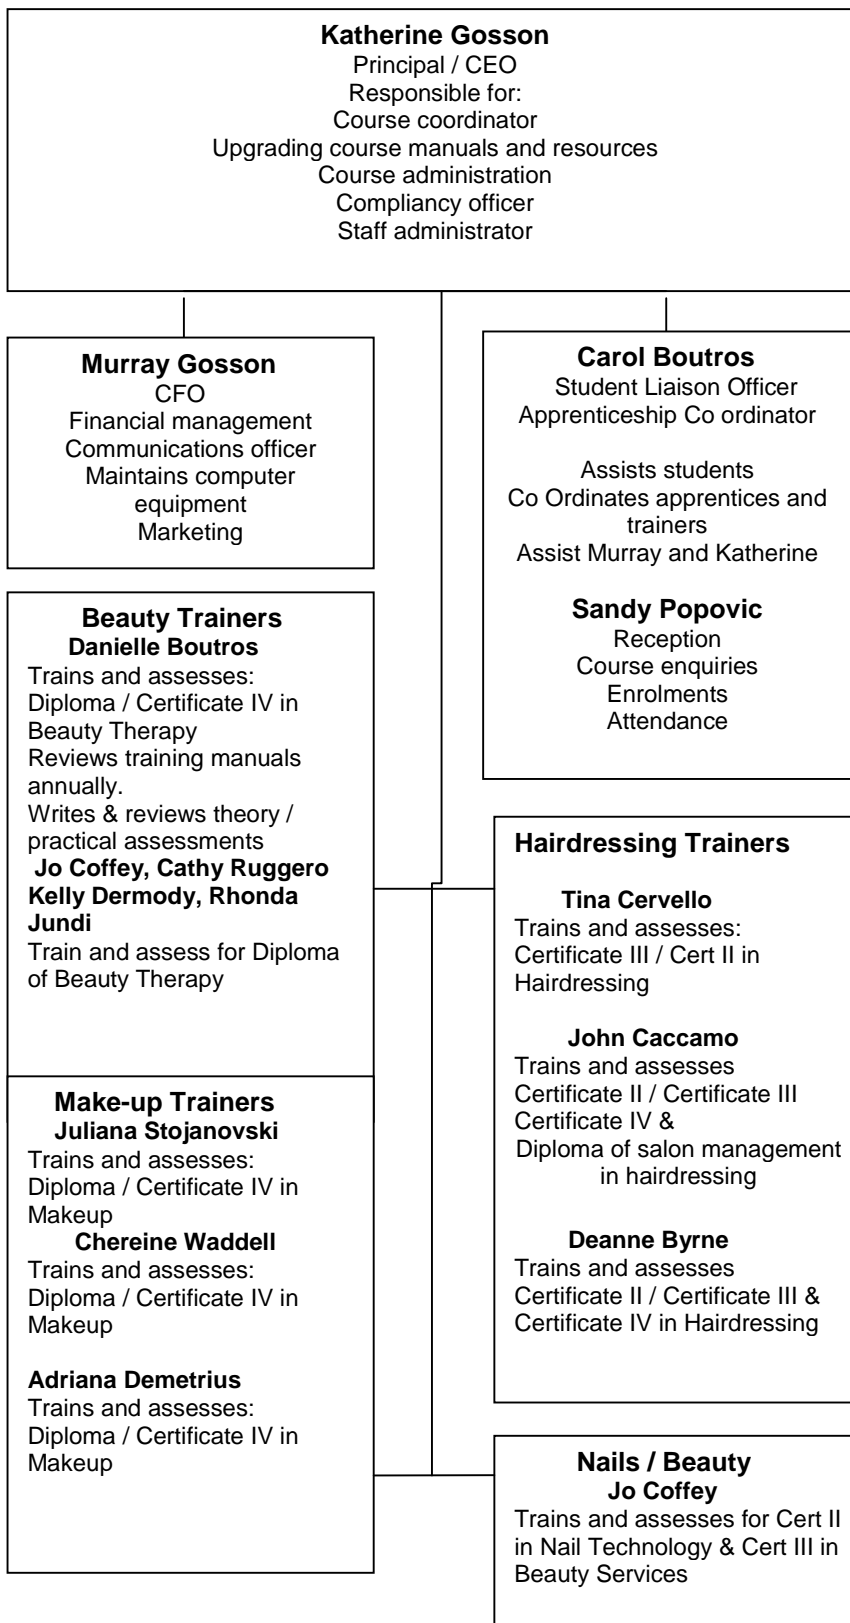 Katherine Gosson
Principal / CEO
Responsible for:
Course coordinator
Upgrading course manuals and resources
Course administration
Compliancy officer
Staff administrator
Murray Gosson
CFO
Financial management
Communications officer
Maintains computer
equipment
Marketing
Carol Boutros
Student Liaison Officer
Apprenticeship Co ordinator
Assists students
Co Ordinates apprentices and
trainers
Assist Murray and Katherine
Sandy Popovic
Reception
Course enquiries
Enrolments
Attendance
Beauty Trainers
Danielle Boutros
Trains and assesses:
Diploma / Certificate IV in
Beauty Therapy
Reviews training manuals
annually.
Writes & reviews theory /
practical assessments
Jo Coffey, Cathy Ruggero
Kelly Dermody, Rhonda
Jundi
Train and assess for Diploma
of Beauty Therapy
Hairdressing Trainers
Tina Cervello
Trains and assesses:
Certificate III / Cert II in
Hairdressing
John Caccamo
Trains and assesses
Certificate II / Certificate III
Certificate IV &
Diploma of salon management
in hairdressing
Deanne Byrne
Trains and assesses
Certificate II / Certificate III &
Certificate IV in Hairdressing
Make-up Trainers
Juliana Stojanovski
Trains and assesses:
Diploma / Certificate IV in
Makeup
Chereine Waddell
Trains and assesses:
Diploma / Certificate IV in
Makeup
Adriana Demetrius
Trains and assesses:
Diploma / Certificate IV in
Makeup
Nails / Beauty
Jo Coffey
Trains and assesses for Cert II
in Nail Technology & Cert III in
Beauty Services